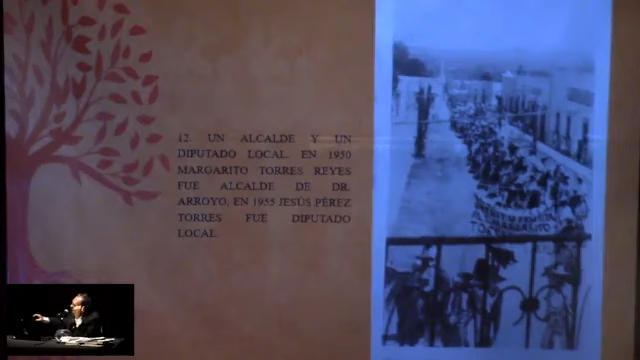 12. UN ALCALDE Y UN
DIPUTADO LOCAL. EN 1950
MARGARITO TORRES REYES
FUE ALCALDE DE DR.
ARROYO, EN 1955 JESÚS PÉREZ
TORRES FUE DIPUTADO
LOCAL.